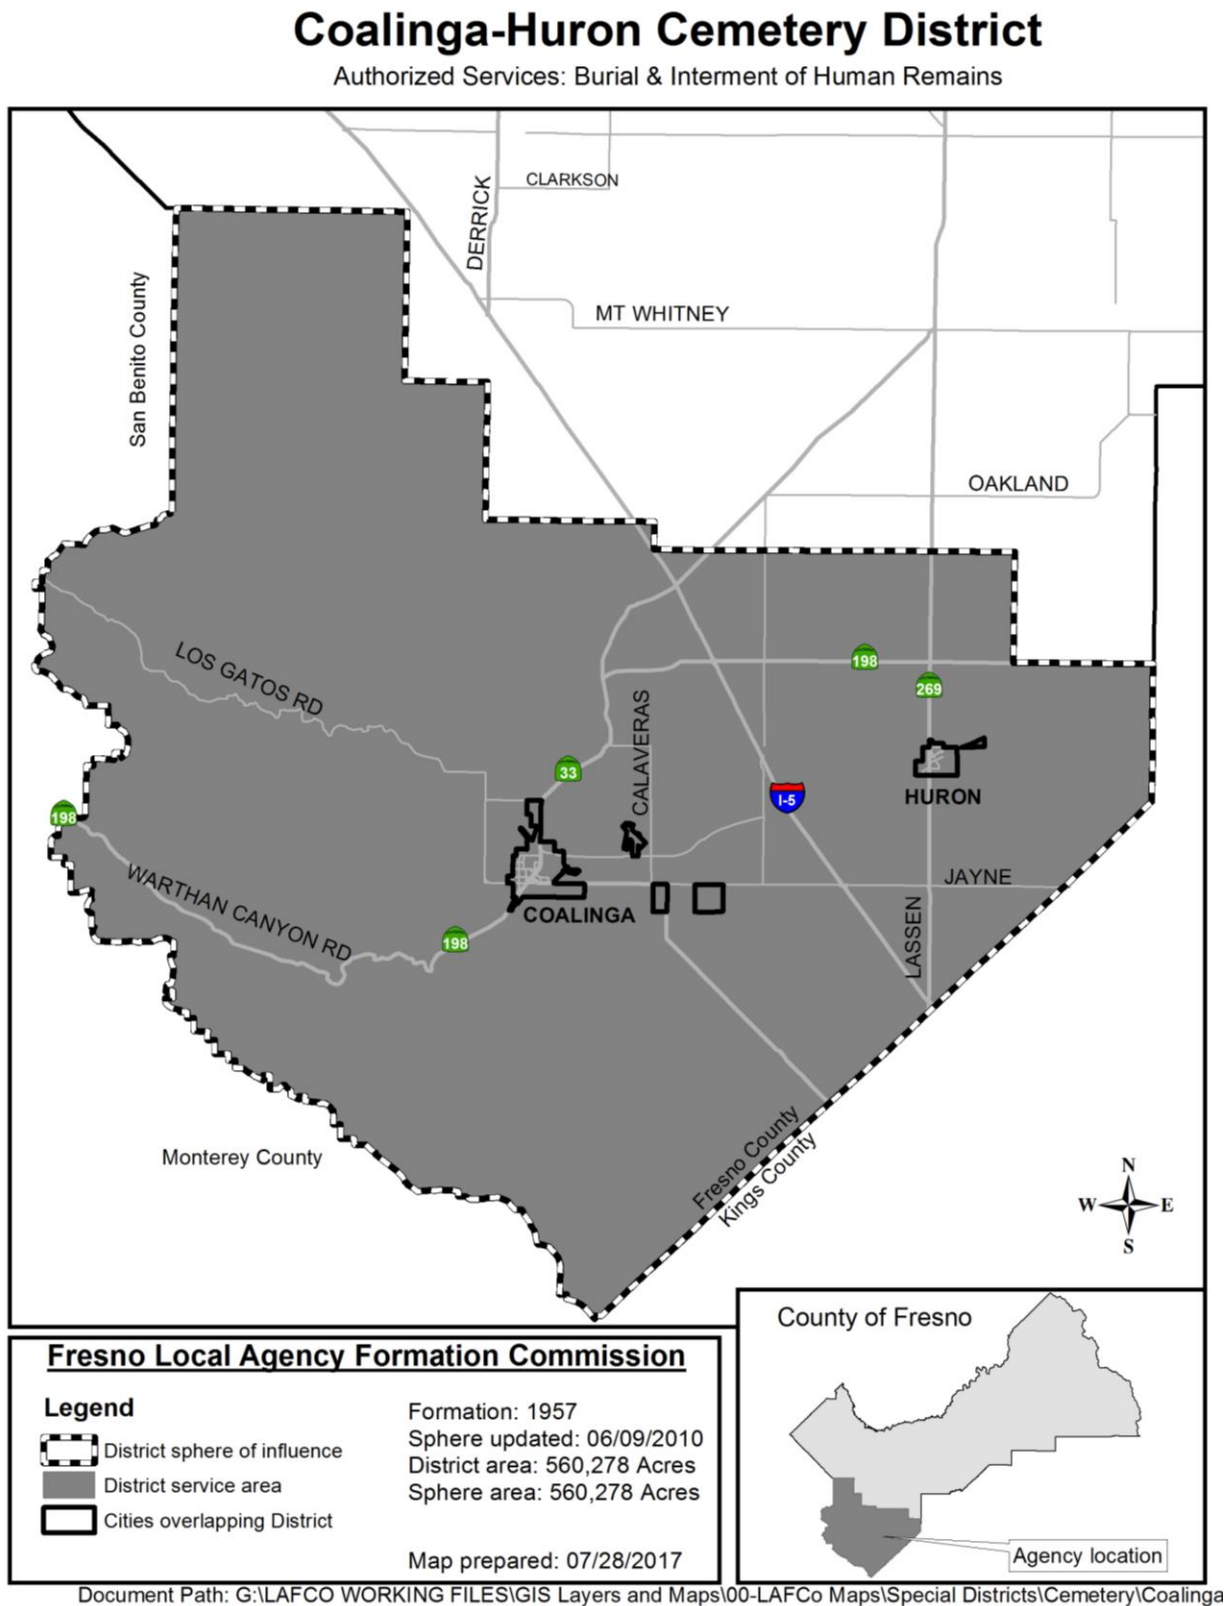 Coalinga-Huron Cemetery District
Authorized Services: Burial & Interment of Human Remains
CLARKSON
DERRICK
MT WHITNEY
San Benito County
OAKLAND
LOS GATOS RD
198
269
CALAVERAS
33
I-5
HURON
198
WARTHAN CANYON RD
JAYNE
COALINGA
LASSEN
198
Fresno County
Kings County
Monterey County
N
W E
S
Fresno Local Agency Formation Commission
Legend
District sphere of influence
District service area
Cities overlapping District
Formation: 1957
Sphere updated: 06/09/2010
District area: 560,278 Acres
Sphere area: 560,278 Acres
Map prepared: 07/28/2017
County of Fresno
Agency location
Document Path: G:\LAFCO WORKING FILES\GIS Layers and Maps\00-LAFCo Maps\Special Districts\Cemetery\Coalinga